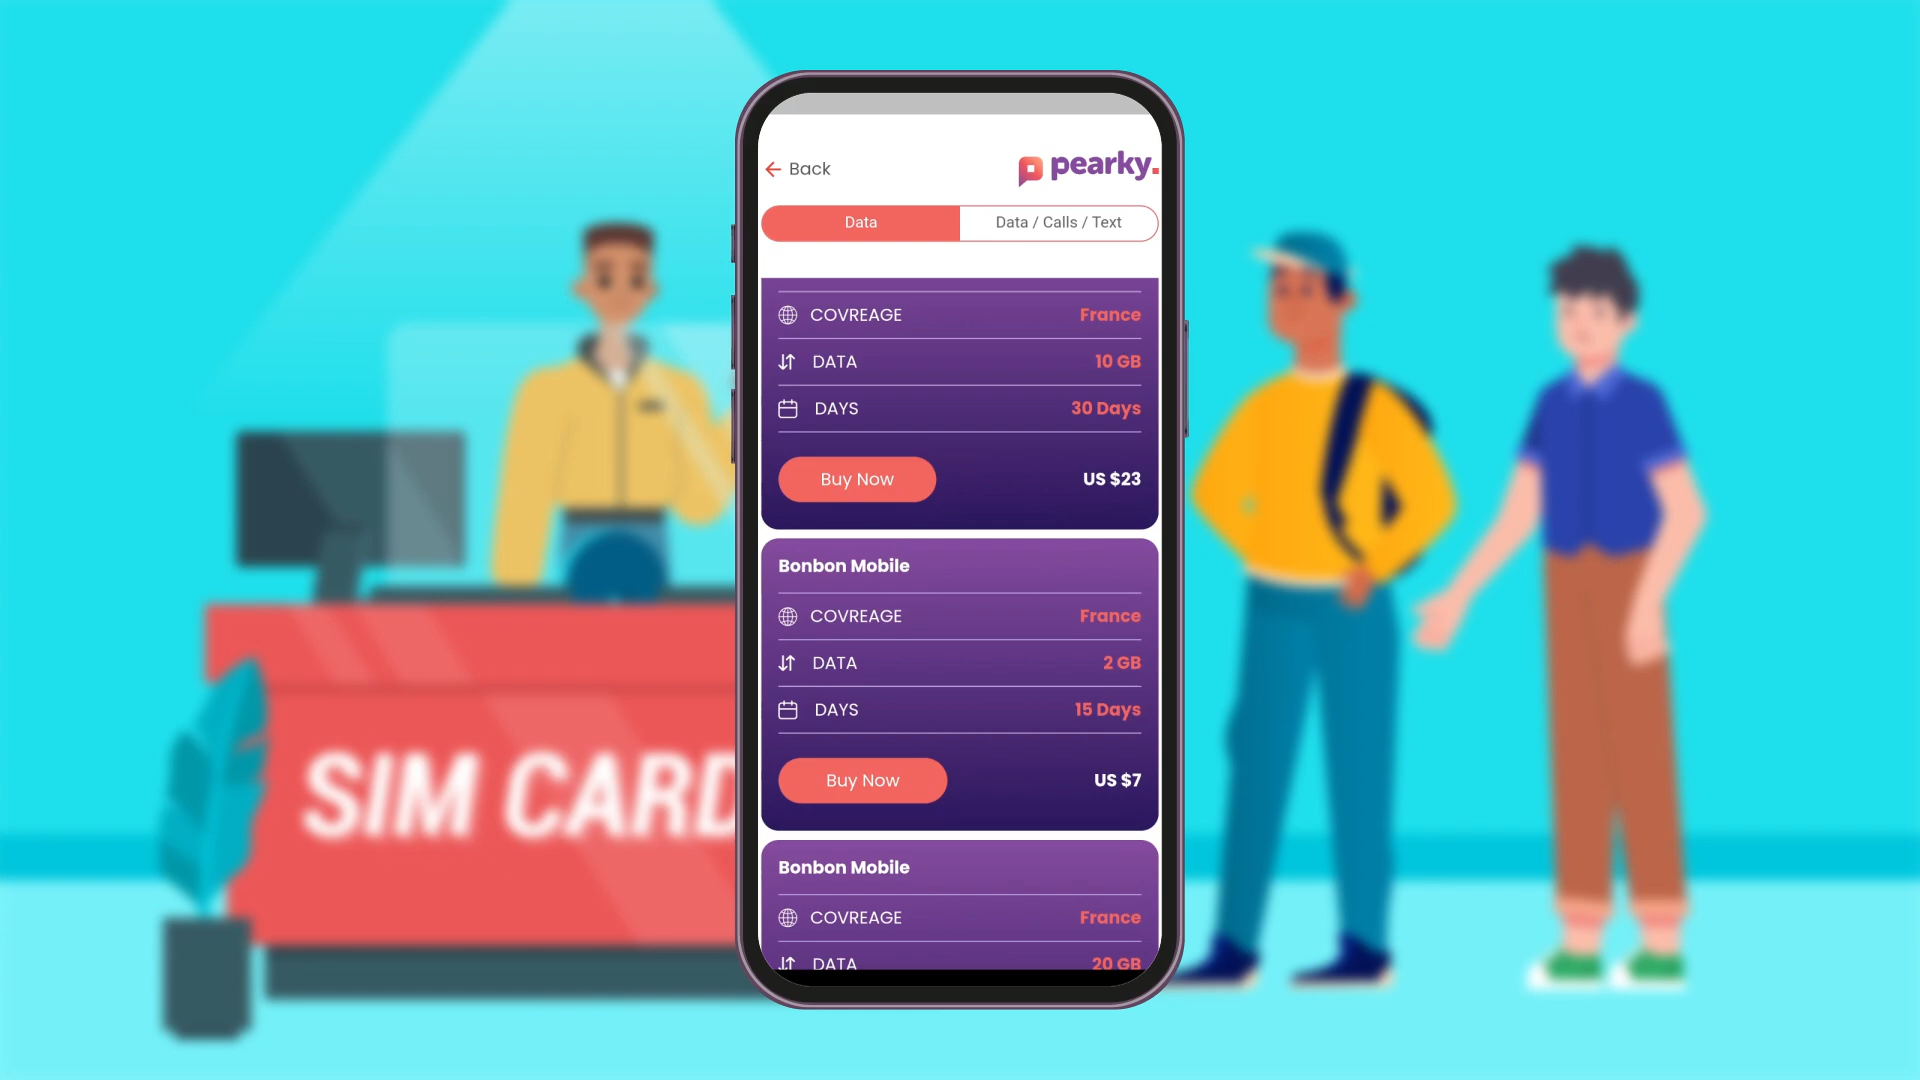 Back
pearky.
Data
Data / Calls / Text
COVREAGE France
DATA 10 GB
DAYS 30 Days
Buy Now US $23
Bonbon Mobile
COVREAGE France
DATA 2 GB
DAYS 15 Days
Buy Now US $7
Bonbon Mobile
COVREAGE France
DATA 20 GB
SIM CARD